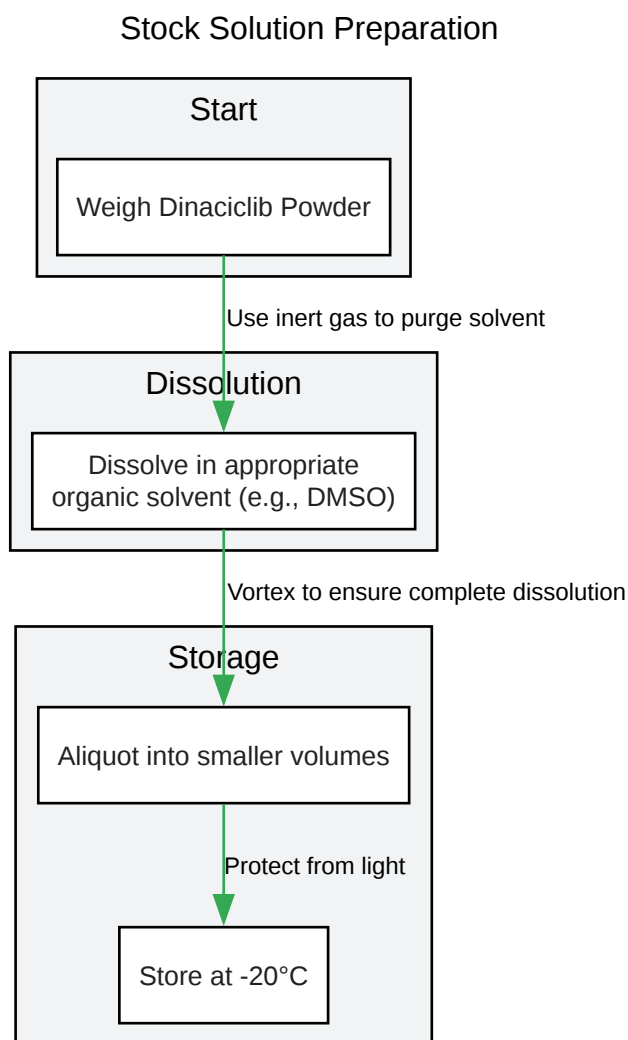 Stock Solution Preparation
Start
Weigh Dinaciclib Powder
Use inert gas to purge solvent
Dissolution
Dissolve in appropriate
organic solvent (e.g., DMSO)
Vortex to ensure complete dissolution
Storage
Aliquot into smaller volumes
Protect from light
Store at -20°C